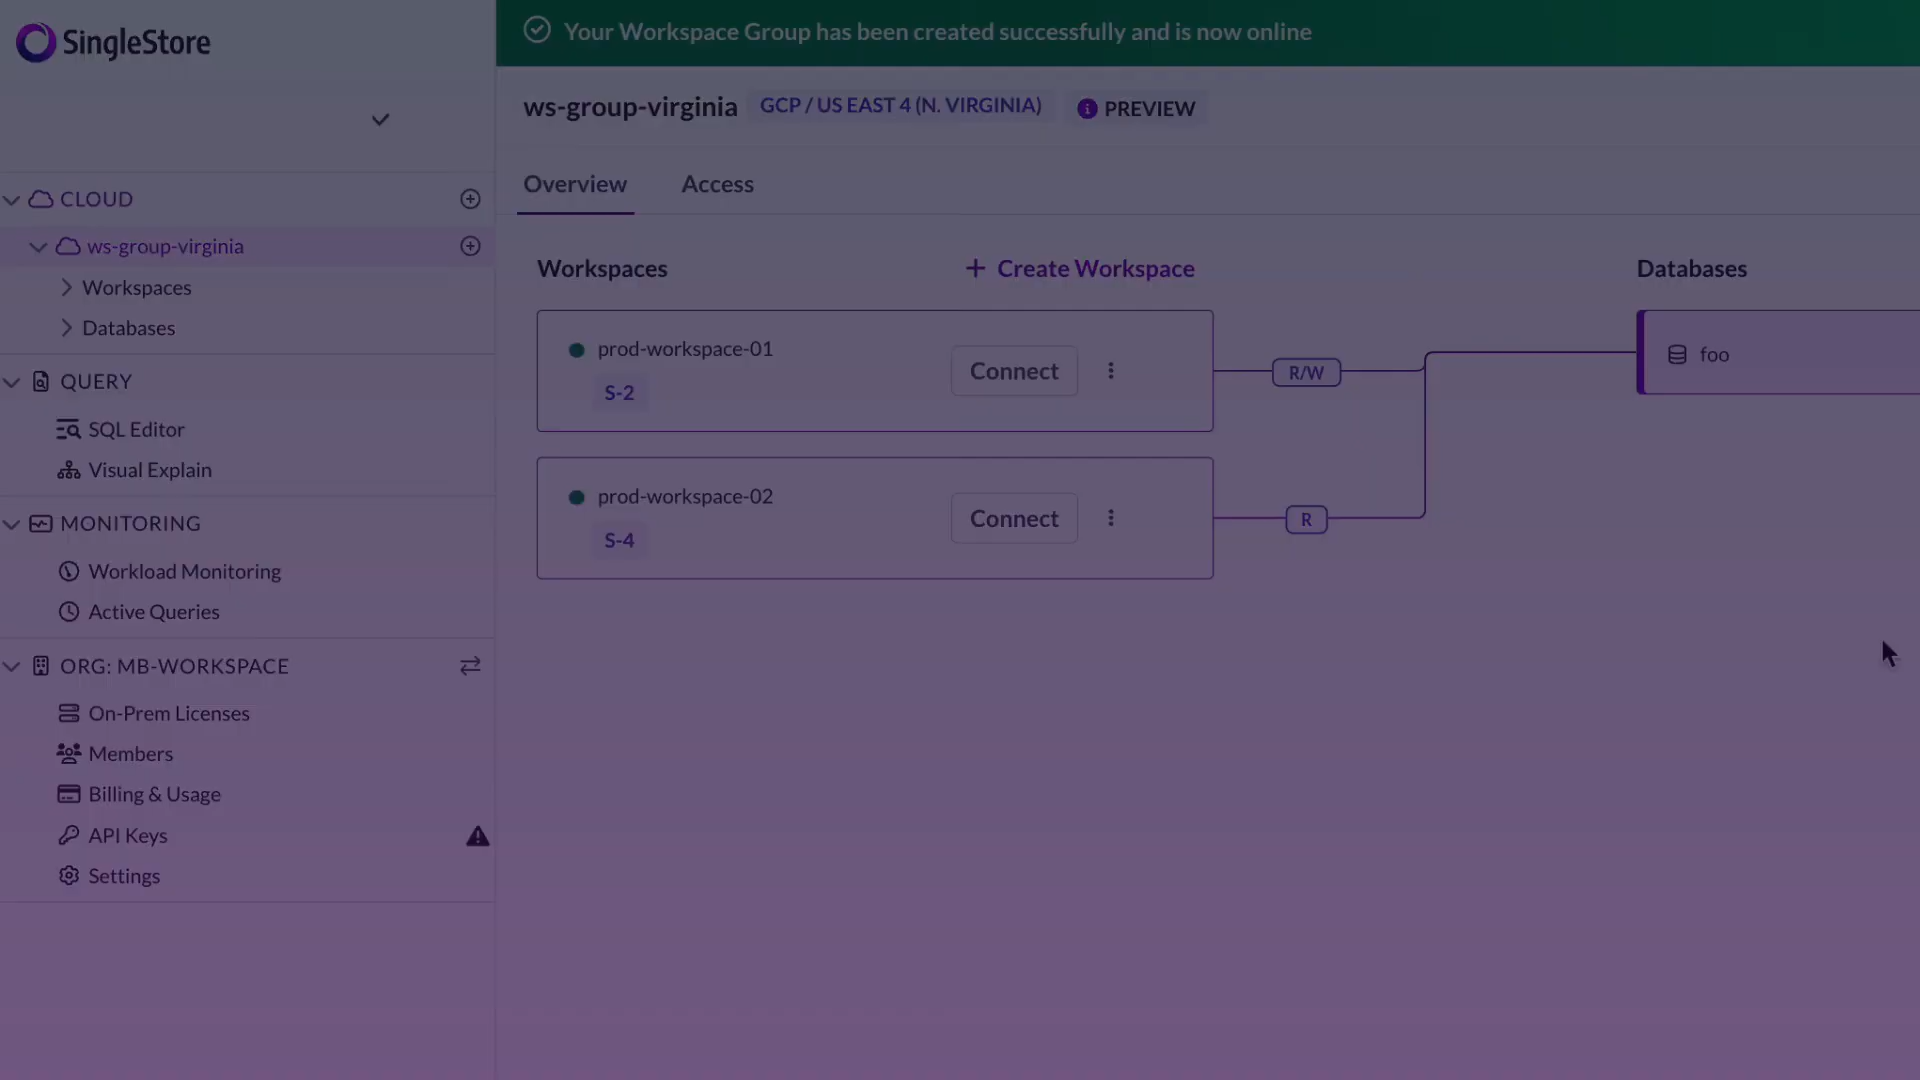 SingleStore
Your Workspace Group has been created successfully and is now online
ws-group-virginia GCP / US EAST 4 (N. VIRGINIA) PREVIEW
Overview Access
CLOUD
ws-group-virginia
Workspaces
Databases
QUERY
SQL Editor
Visual Explain
MONITORING
Workload Monitoring
Active Queries
ORG: MB-WORKSPACE
On-Prem Licenses
Members
Billing & Usage
API Keys
Settings
Workspaces + Create Workspace Databases
prod-workspace-01
S-2
Connect
R/W
foo
prod-workspace-02
S-4
Connect
R